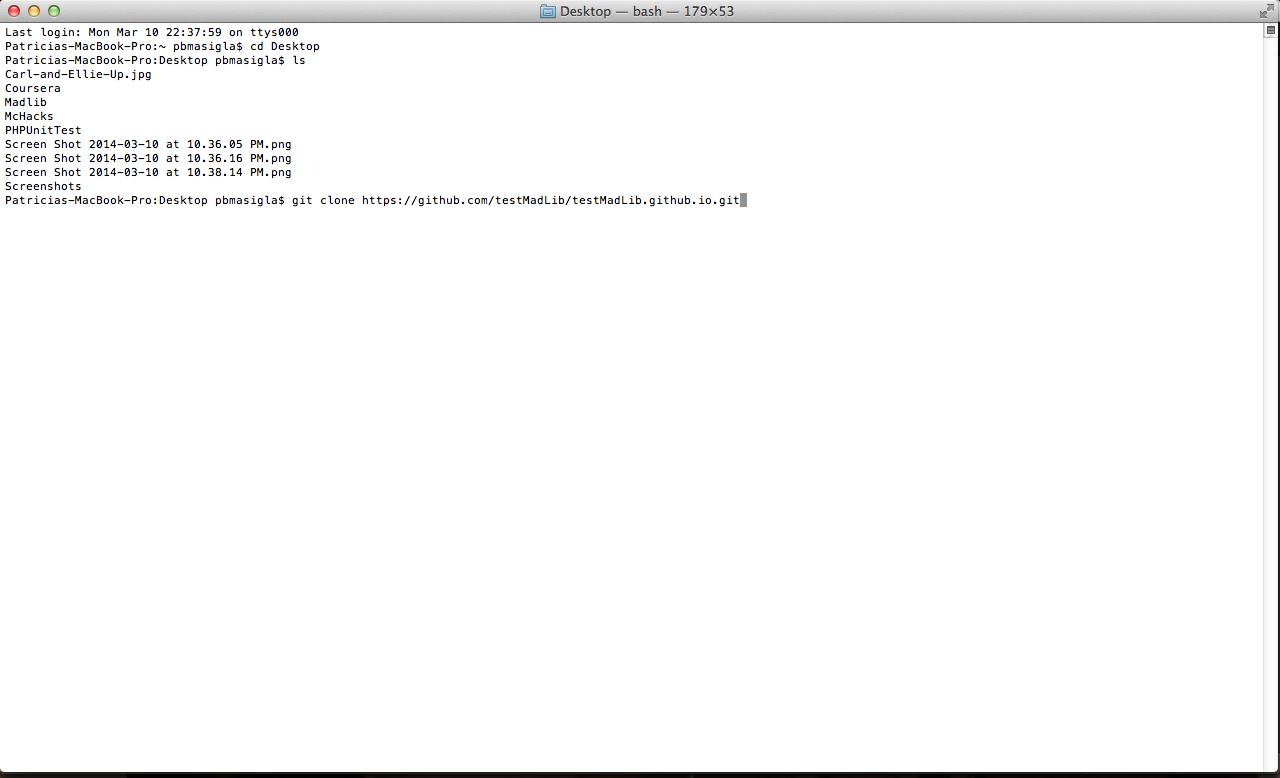 Desktop — bash — 179×53
Last login: Mon Mar 10 22:37:59 on ttys000
Patricias-MacBook-Pro:~ pbmasigla$ cd Desktop
Patricias-MacBook-Pro:Desktop pbmasigla$ ls
Carl-and-Ellie-Up.jpg
Coursera
Madlib
McHacks
PHPUnitTest
Screen Shot 2014-03-10 at 10.36.05 PM.png
Screen Shot 2014-03-10 at 10.36.16 PM.png
Screen Shot 2014-03-10 at 10.38.14 PM.png
Screenshots
Patricias-MacBook-Pro:Desktop pbmasigla$ git clone https://github.com/testMadLib/testMadLib.github.io.git